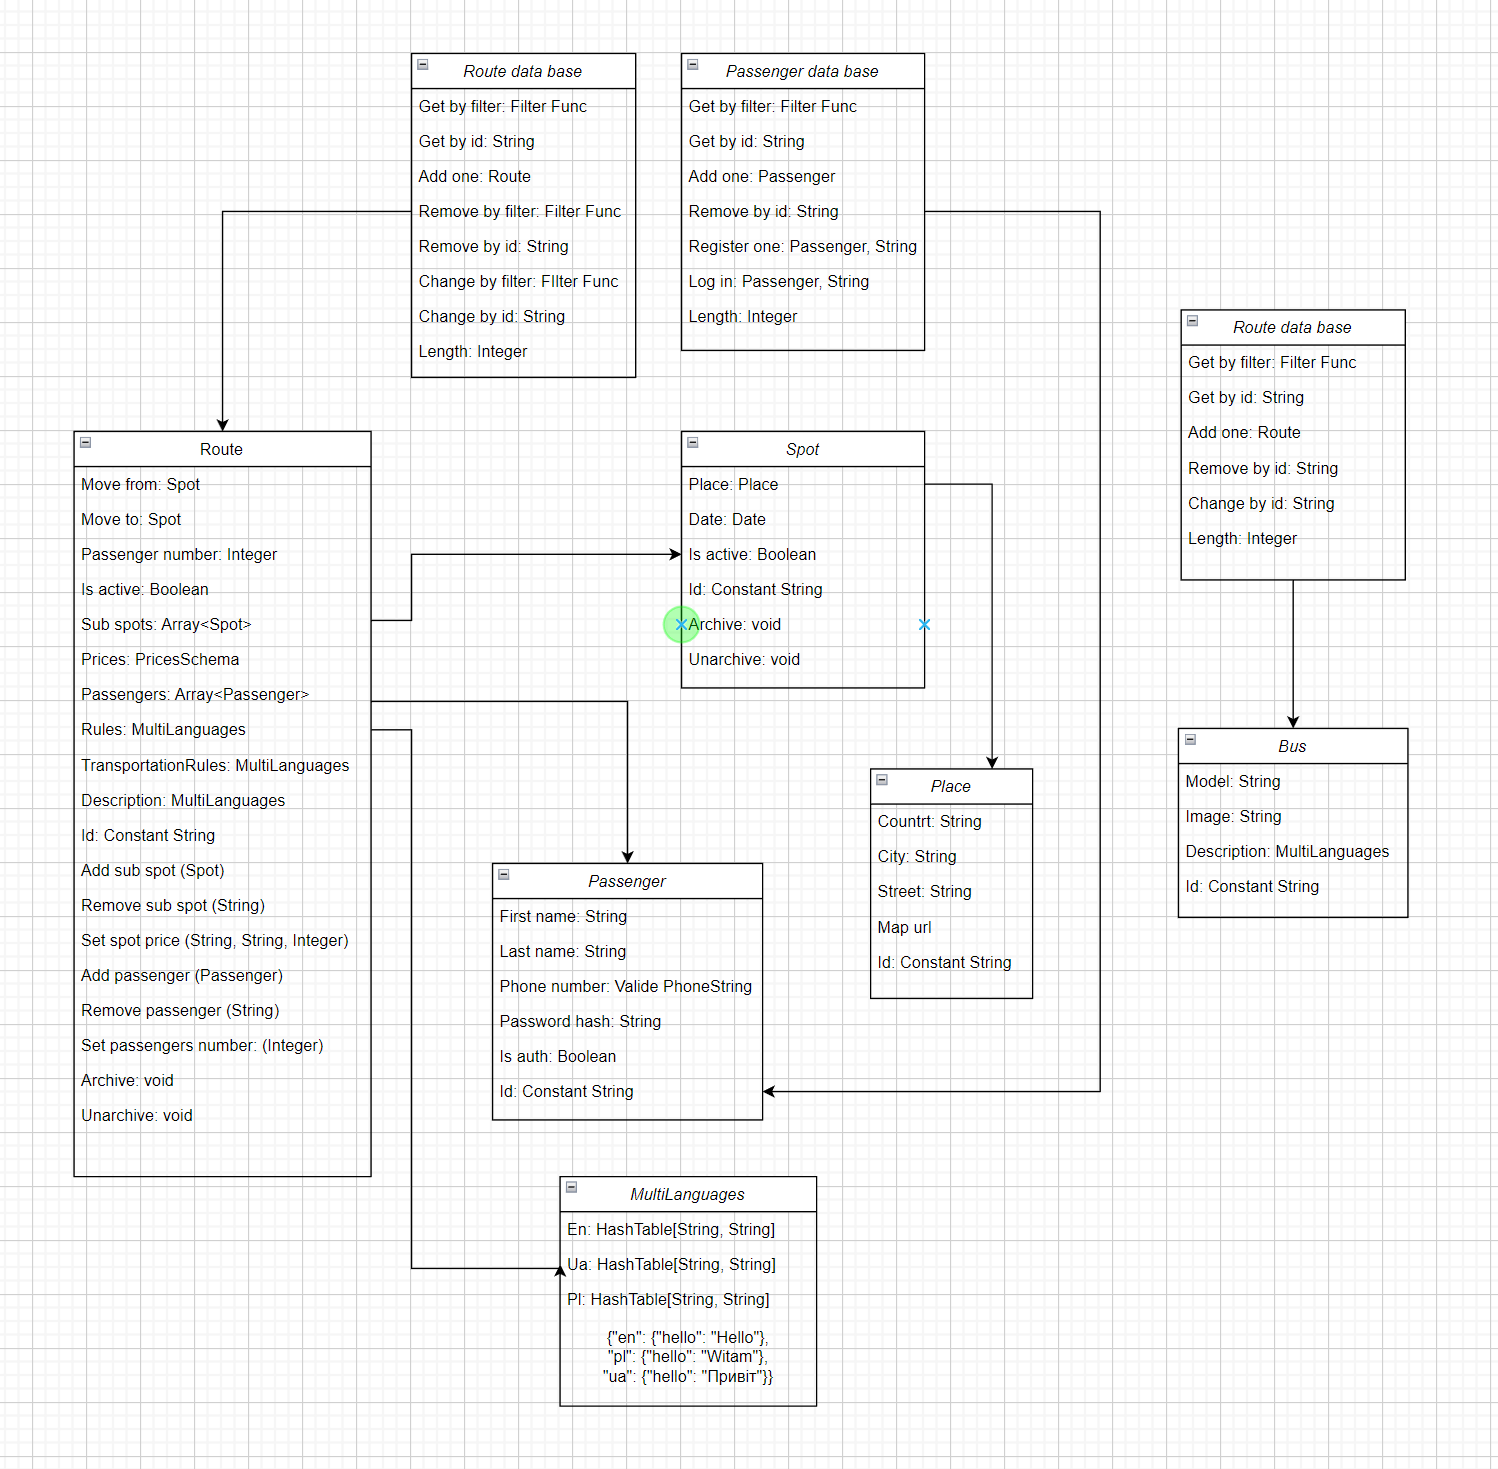 Route data base
Get by filter: Filter Func
Get by id: String
Add one: Route
Remove by filter: Filter Func
Remove by id: String
Change by filter: FIlter Func
Change by id: String
Length: Integer
Passenger data base
Get by filter: Filter Func
Get by id: String
Add one: Passenger
Remove by id: String
Register one: Passenger, String
Log in: Passenger, String
Length: Integer
Route data base
Get by filter: Filter Func
Get by id: String
Add one: Route
Remove by id: String
Change by id: String
Length: Integer
Route
Move from: Spot
Move to: Spot
Passenger number: Integer
Is active: Boolean
Sub spots: Array<Spot>
Prices: PricesSchema
Passengers: Array<Passenger>
Rules: MultiLanguages
TransportationRules: MultiLanguages
Description: MultiLanguages
Id: Constant String
Add sub spot (Spot)
Remove sub spot (String)
Set spot price (String, String, Integer)
Add passenger (Passenger)
Remove passenger (String)
Set passengers number: (Integer)
Archive: void
Unarchive: void
Spot
Place: Place
Date: Date
Is active: Boolean
Id: Constant String
Archive: void
Unarchive: void
Place
Countrt: String
City: String
Street: String
Map url
Id: Constant String
Bus
Model: String
Image: String
Description: MultiLanguages
Id: Constant String
Passenger
First name: String
Last name: String
Phone number: Valide PhoneString
Password hash: String
Is auth: Boolean
Id: Constant String
MultiLanguages
En: HashTable[String, String]
Ua: HashTable[String, String]
Pl: HashTable[String, String]
{"en": {"hello": "Hello"},
"pl": {"hello": "Witam"},
"ua": {"hello": "Привіт"}}